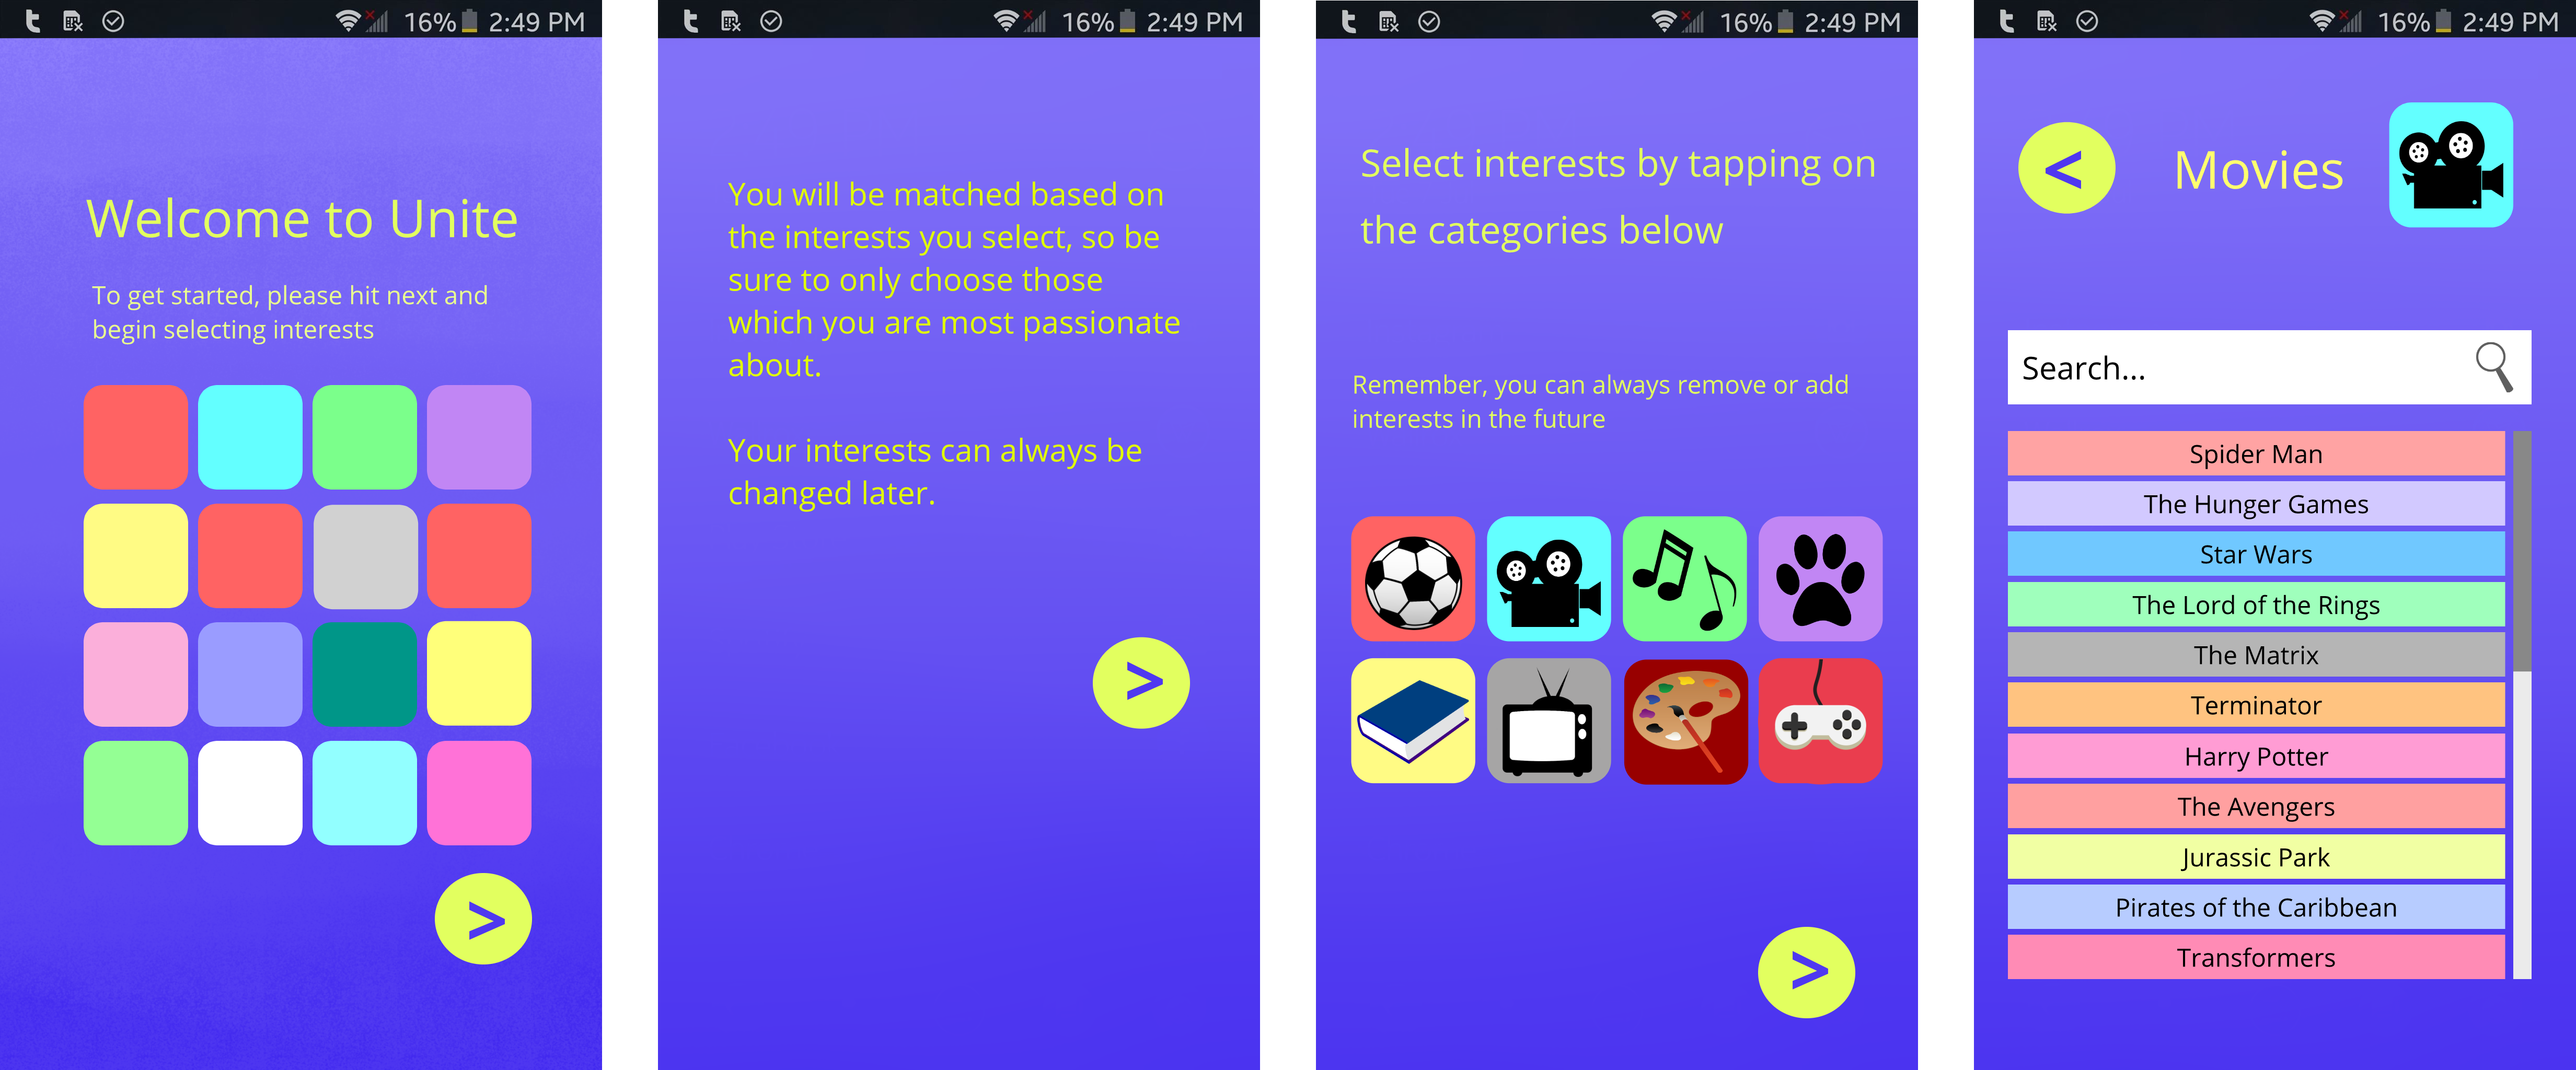 16% 2:49 PM
Welcome to Unite
To get started, please hit next and
begin selecting interests
>
16% 2:49 PM
You will be matched based on
the interests you select, so be
sure to only choose those
which you are most passionate
about.
Your interests can always be
changed later.
>
16% 2:49 PM
Select interests by tapping on
the categories below
Remember, you can always remove or add
interests in the future
>
16% 2:49 PM
< Movies
Search...
Spider Man
The Hunger Games
Star Wars
The Lord of the Rings
The Matrix
Terminator
Harry Potter
The Avengers
Jurassic Park
Pirates of the Caribbean
Transformers